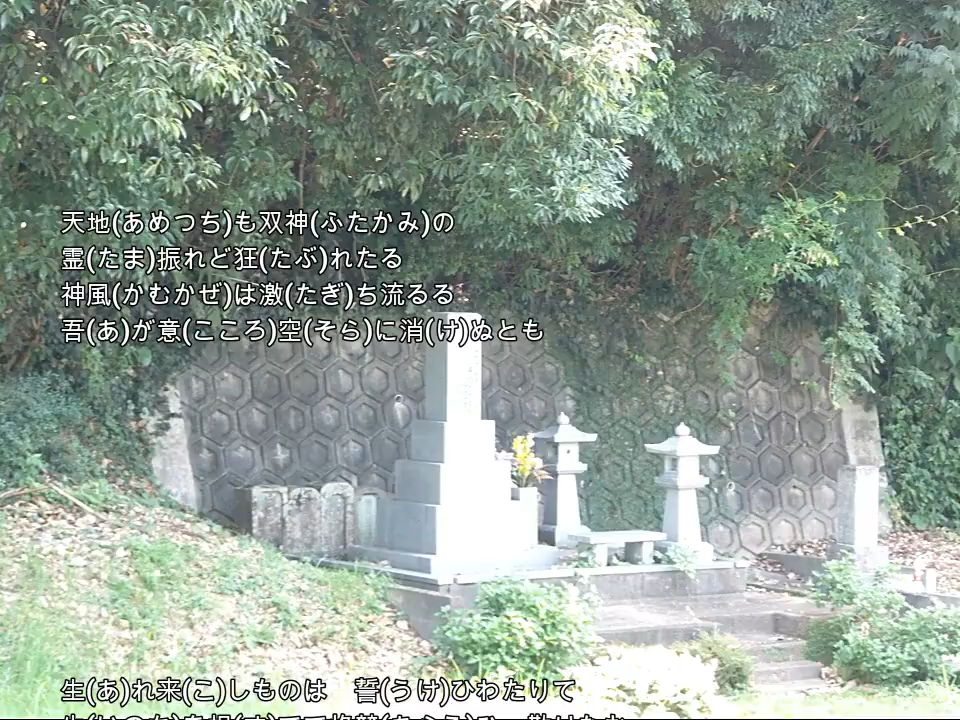 天地(あめつち)も双神(ふたかみ)の
霊(たま)振れど狂(たぶ)れたる
神風(かむかぜ)は激(たぎ)ち流るる
吾(あ)が意(こころ)空(そら)に消(け)ぬとも
生(あ)れ来(こ)しものは　誓(うけ)ひわたりて